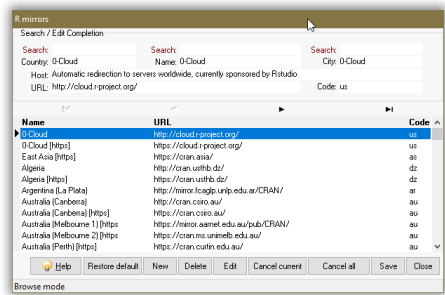 R mirrors
Search / Edit Completion
Search: Search: Search:
Country: 0-Cloud Name: 0-Cloud City: 0-Cloud
Host: Automatic redirection to servers worldwide, currently sponsored by Rstudio
URL: http://cloud.r-project.org/ Code: us
Name URL Code
0-Cloud http://cloud.r-project.org/ us
0-Cloud [https] https://cloud.r-project.org/ us
East Asia [https] https://cran.asia/ as
Algeria http://cran.usthb.dz/ dz
Algeria [https] https://cran.usthb.dz/ dz
Argentina (La Plata) http://mirror.fcaglp.unlp.edu.ar/CRAN/ ar
Australia (Canberra) http://cran.csiro.au/ au
Australia (Canberra) [https] https://cran.csiro.au/ au
Australia (Melbourne 1) [https https://mirror.aarnet.edu.au/pub/CRAN/ au
Australia (Melbourne 2) [https https://cran.ms.unimelb.edu.au/ au
Australia (Perth) [https] https://cran.curtin.edu.au/ au
Help Restore default New Delete Edit Cancel current Cancel all Save Close
Browse mode